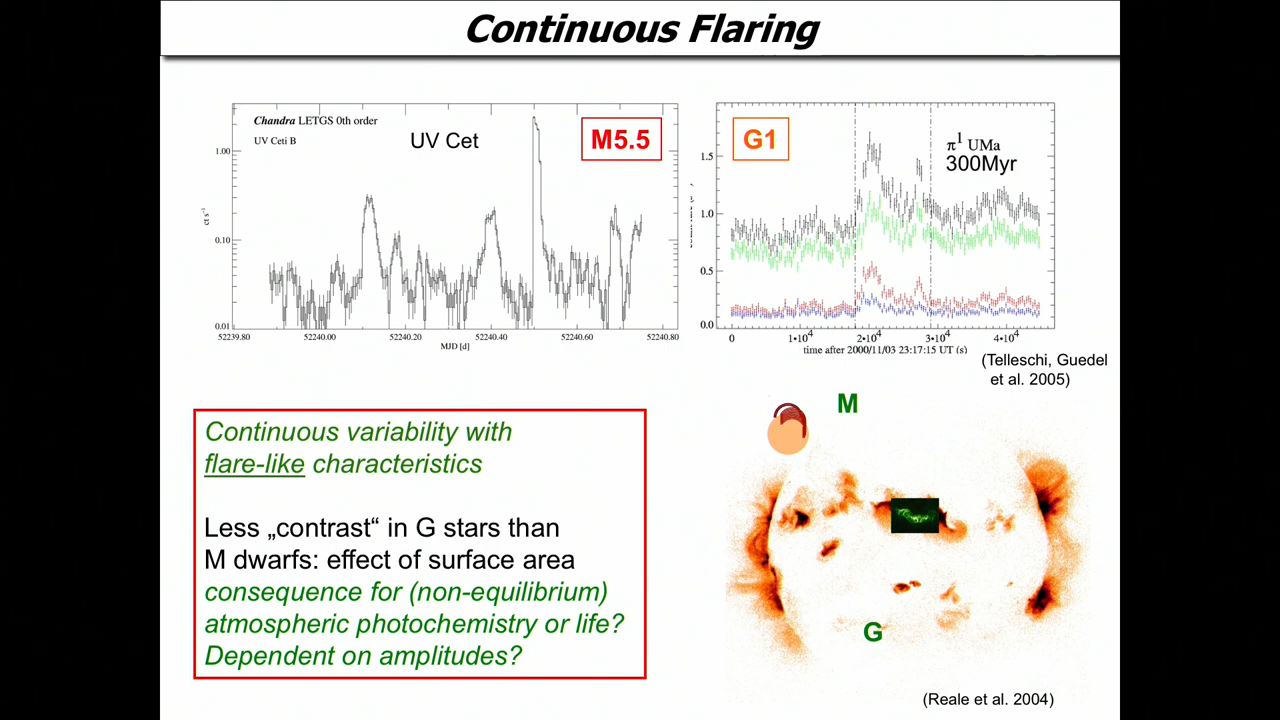 Continuous Flaring
Chandra LETGS 0th order
UV Ceti B
UV Cet
M5.5
1.00
0.10
0.01
ct s⁻¹
52239.80
52240.00
52240.20
52240.40
52240.60
52240.80
MJD [d]
G1
π¹ UMa
300Myr
1.5
1.0
0.5
0.0
0
1•10⁴
2•10⁴
3•10⁴
4•10⁴
time after 2000/11/03 23:17:15 UT (s)
(Telleschi, Guedel
et al. 2005)
Continuous variability with
flare-like characteristics
Less „contrast“ in G stars than
M dwarfs: effect of surface area
consequence for (non-equilibrium)
atmospheric photochemistry or life?
Dependent on amplitudes?
M
G
(Reale et al. 2004)